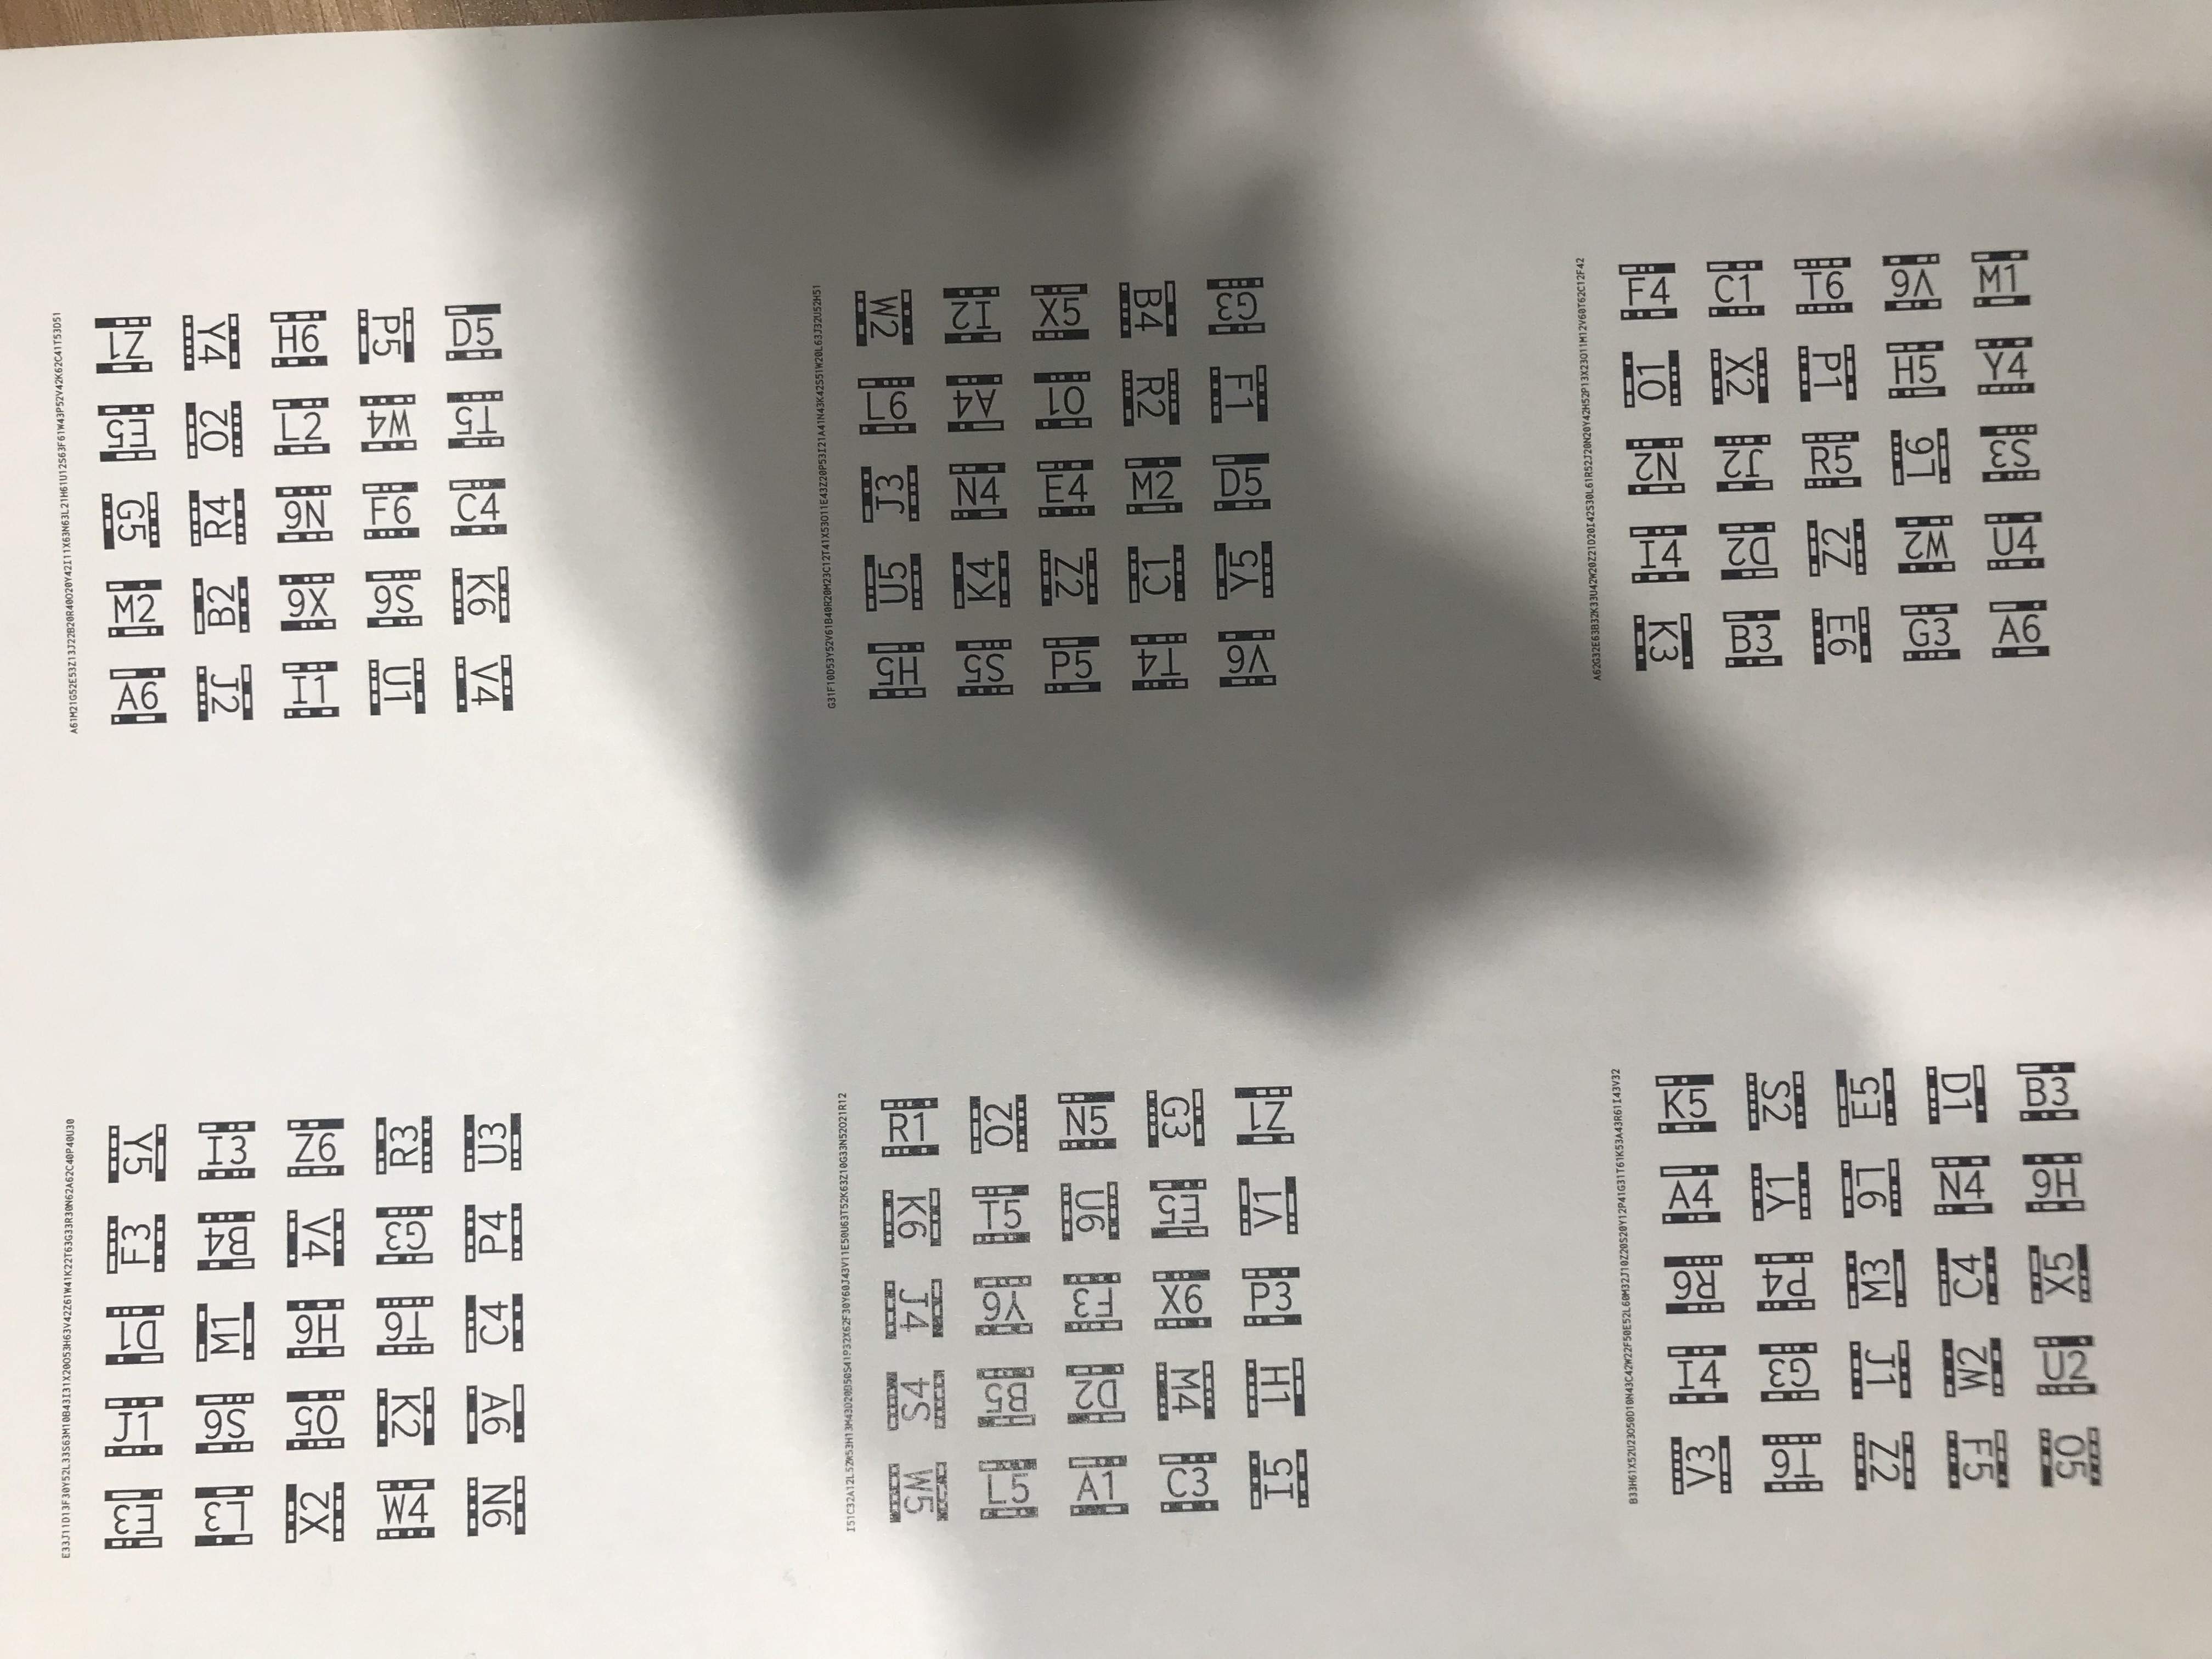 E33J11D13F30Y52L33S63M10B43I31X20O53H63V42Z61W41K22T63G33R30N62A62C40P40U30
E3 J1 D1 F3 Y5
L3 S6 M1 B4 I3
X2 O5 H6 V4 Z6
W4 K2 T6 G3 R3
N6 A6 C4 P4 U3
A61M21G52E53Z13J22B20R40O20Y42I11X63N63L21H61U12S63F61W43P52V42K62C41T53D51
A6 M2 G5 E5 Z1
J2 B2 R4 O2 Y4
I1 X6 N6 L2 H6
U1 S6 F6 W4 P5
V4 K6 C4 T5 D5
I51C32A12L52W53H13M43D20B50S41P32X62F30Y60J43V11E50U63T52K63Z10G33N52O21R12
W5 S4 J4 K6 R1
L5 B5 Y6 T5 O2
A1 D2 F3 U6 N5
C3 M4 X6 E5 G3
I5 H1 P3 V1 Z1
G31F10D53Y52V61B40R20M23C12T41X53O11E43Z20P53I21A41N43K42S51W20L63J32U52H51
H5 U5 J3 L6 W2
S5 K4 N4 A4 I2
P5 Z2 E4 O1 X5
T4 C1 M2 R2 B4
V6 Y5 D5 F1 G3
B33H61X52U23O50D10N43C42W22F50E52L60M32J10Z20S20Y12P41G31T61K53A43R61I43V32
V3 I4 R6 A4 K5
T6 G3 P4 Y1 S2
Z2 J1 M3 L6 E5
F5 W2 C4 N4 D1
O5 U2 X5 H6 B3
A62G32E63B32K33U42W20Z21D20I42S30L61R52J20N20Y42H52P13X23O11M12V60T62C12F42
K3 I4 N2 O1 F4
B3 D2 J2 X2 C1
E6 Z2 R5 P1 T6
G3 W2 L6 H5 V6
A6 U4 S3 Y4 M1